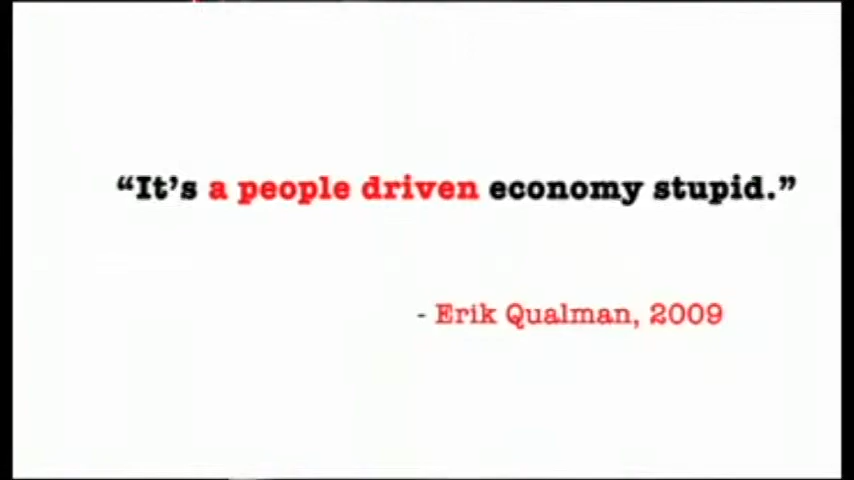 “It’s a people driven economy stupid.”
- Erik Qualman, 2009